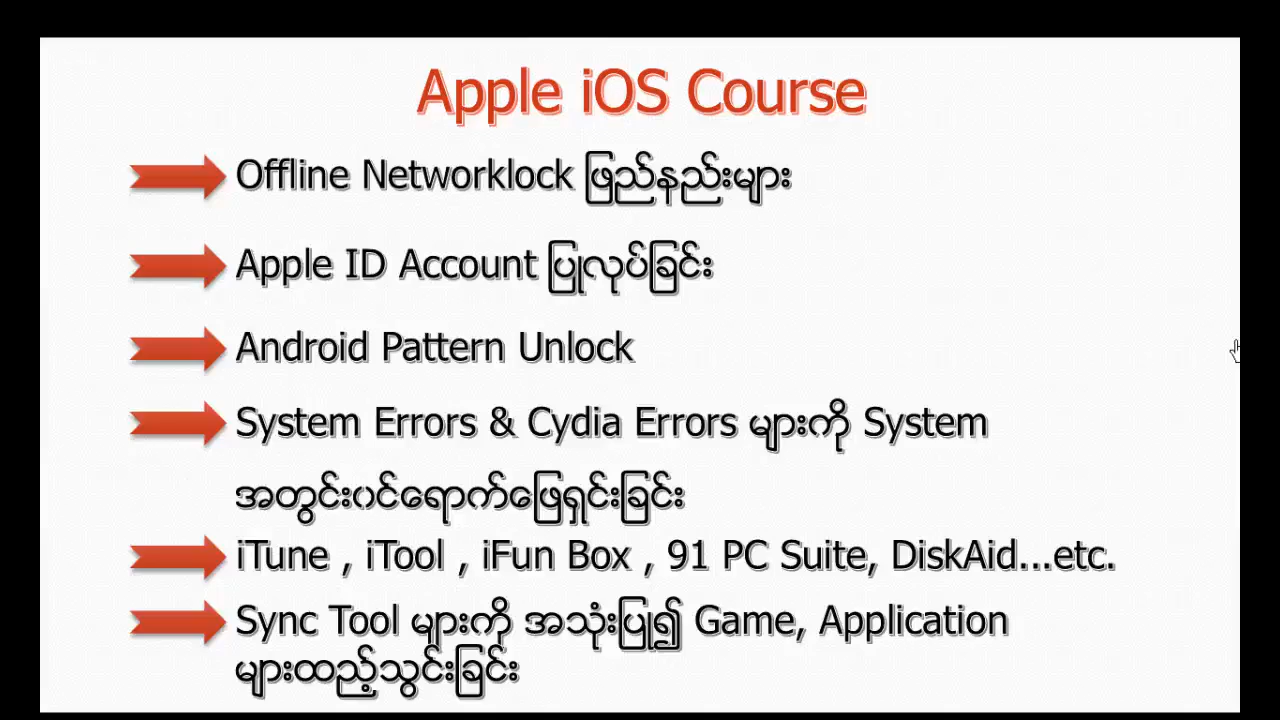 Apple iOS Course
Offline Networklock ဖြည်နည်းများ
Apple ID Account ပြုလုပ်ခြင်း
Android Pattern Unlock
System Errors & Cydia Errors များကို System
အတွင်းဝင်ရောက်ဖြေရှင်းခြင်း
iTune , iTool , iFun Box , 91 PC Suite, DiskAid...etc.
Sync Tool များကို အသုံးပြု၍ Game, Application
များထည့်သွင်းခြင်း